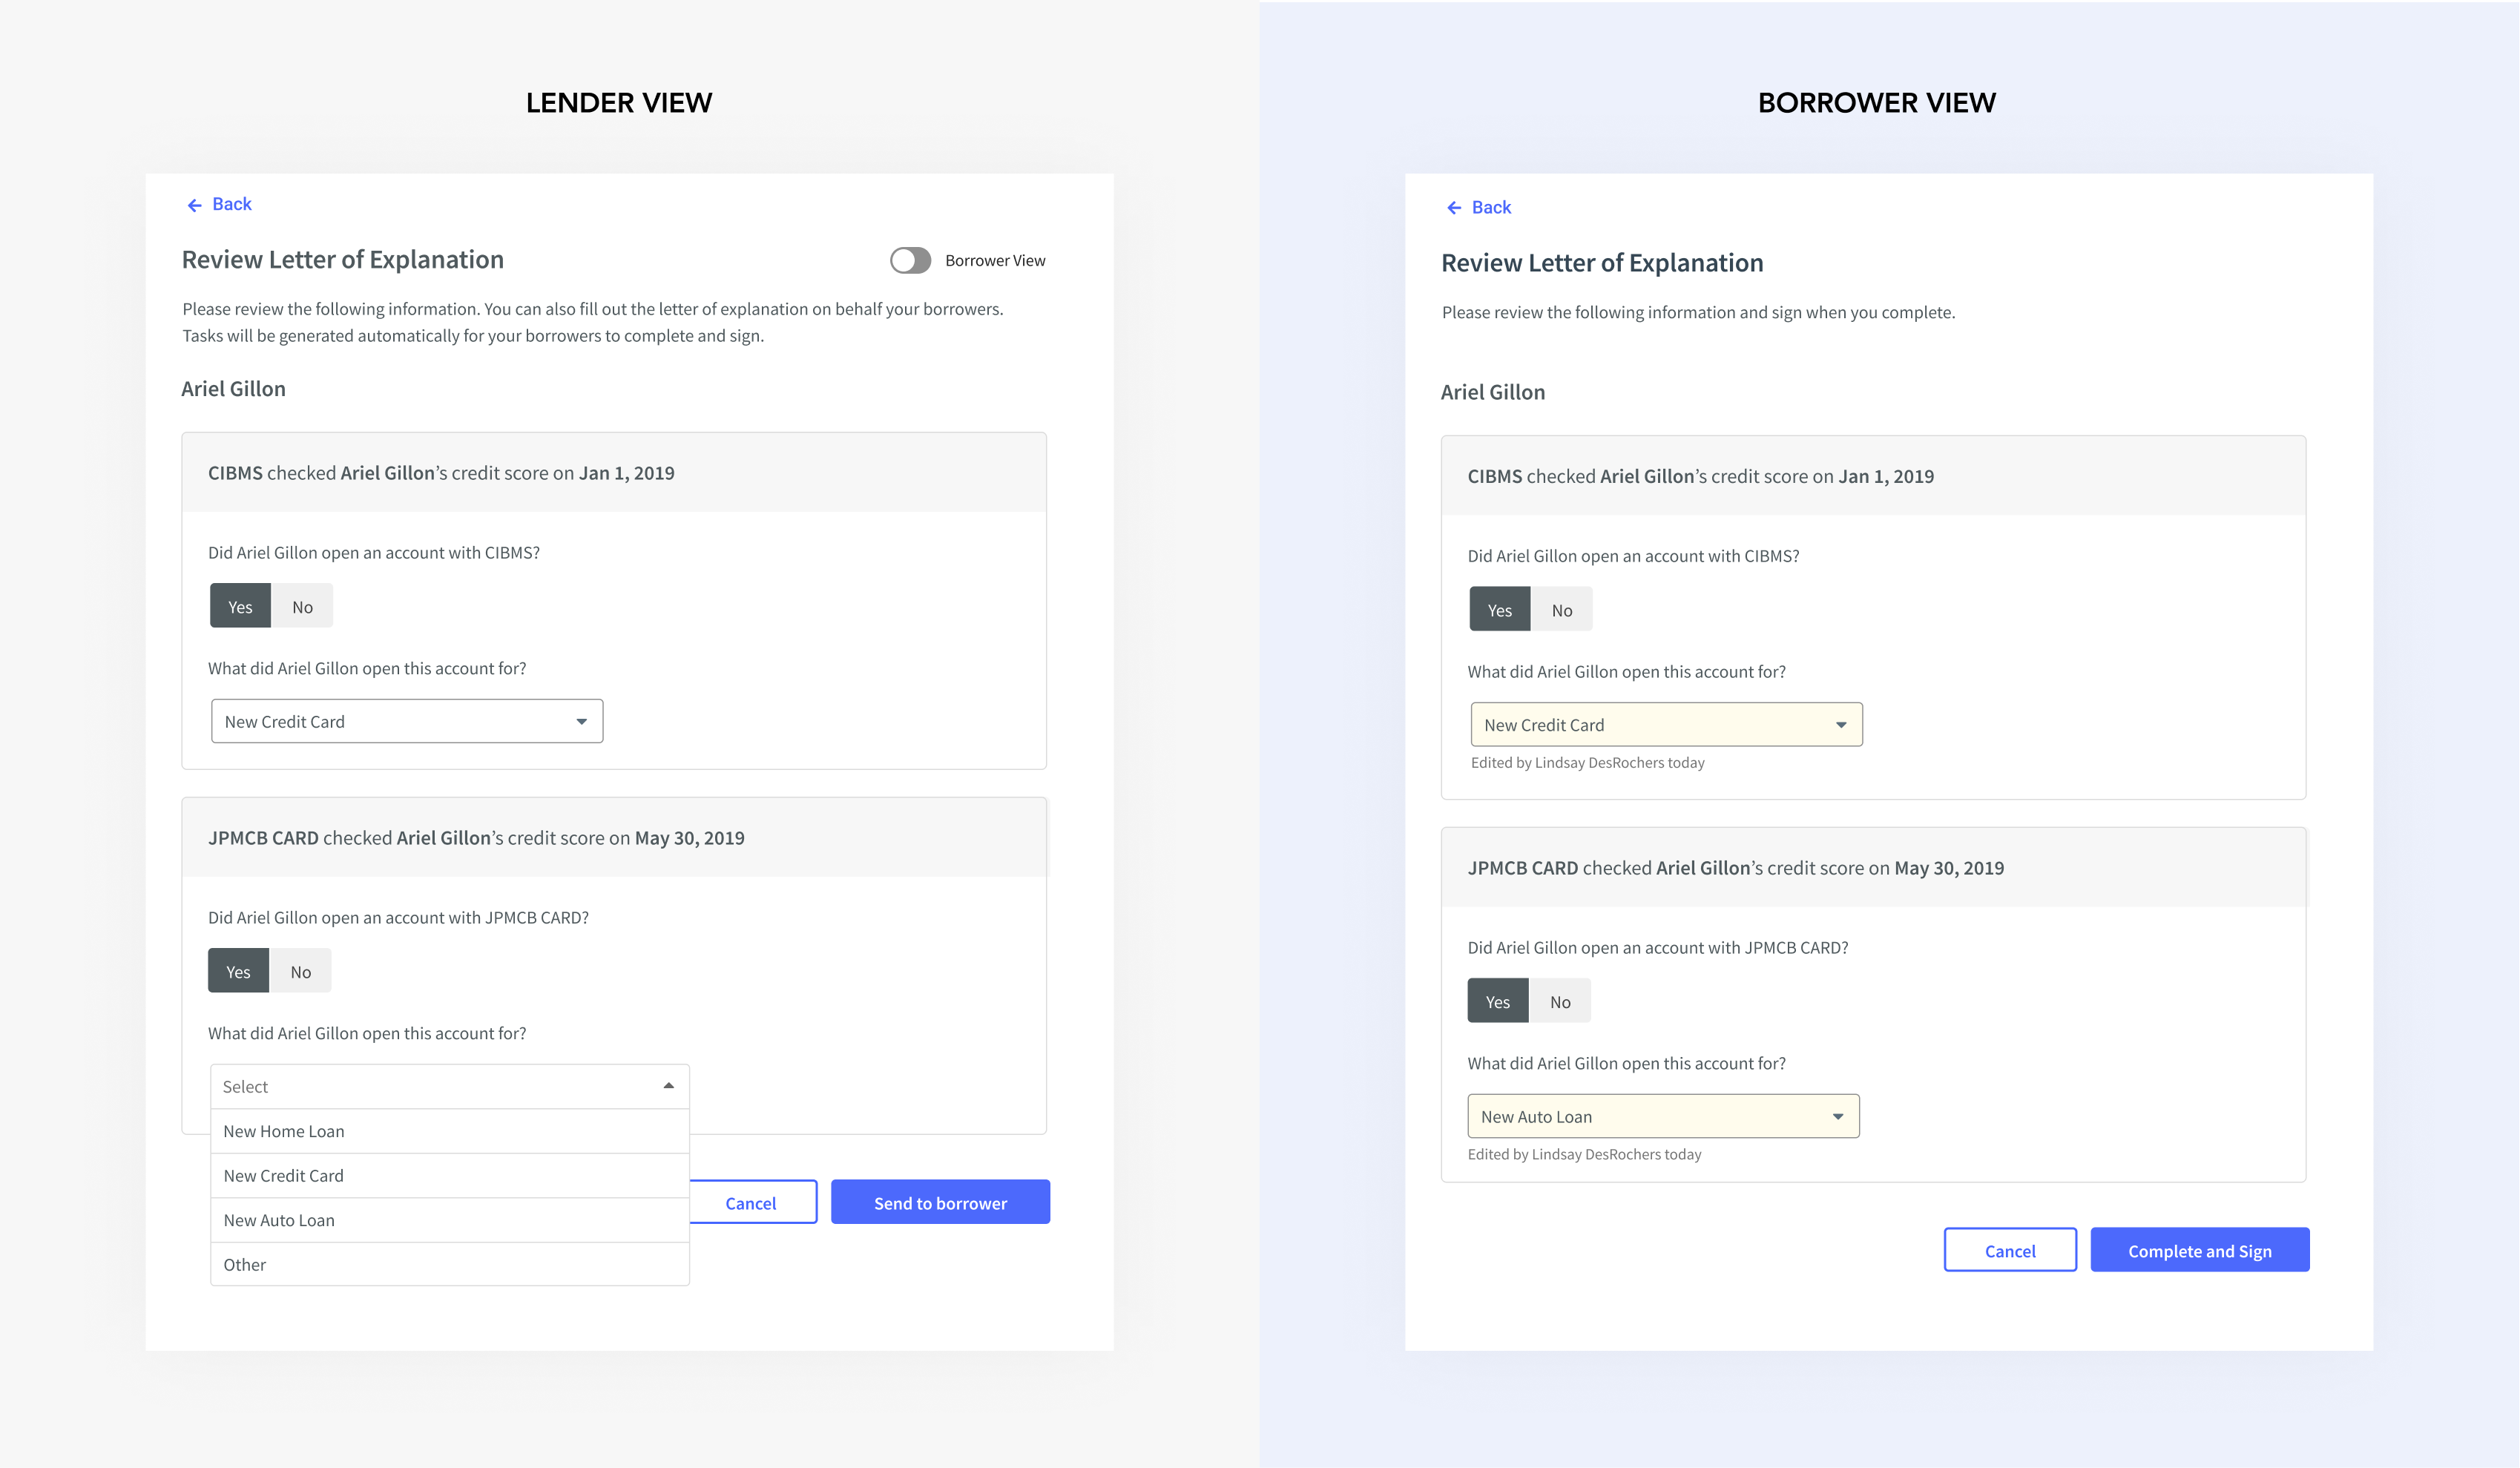 LENDER VIEW
Back
Review Letter of Explanation
Borrower View
Please review the following information. You can also fill out the letter of explanation on behalf your borrowers.
Tasks will be generated automatically for your borrowers to complete and sign.
Ariel Gillon
CIBMS checked Ariel Gillon’s credit score on Jan 1, 2019
Did Ariel Gillon open an account with CIBMS?
Yes No
What did Ariel Gillon open this account for?
New Credit Card
JPMCB CARD checked Ariel Gillon’s credit score on May 30, 2019
Did Ariel Gillon open an account with JPMCB CARD?
Yes No
What did Ariel Gillon open this account for?
Select
New Home Loan
New Credit Card
New Auto Loan
Other
Cancel Send to borrower
BORROWER VIEW
Back
Review Letter of Explanation
Please review the following information and sign when you complete.
Ariel Gillon
CIBMS checked Ariel Gillon’s credit score on Jan 1, 2019
Did Ariel Gillon open an account with CIBMS?
Yes No
What did Ariel Gillon open this account for?
New Credit Card
Edited by Lindsay DesRochers today
JPMCB CARD checked Ariel Gillon’s credit score on May 30, 2019
Did Ariel Gillon open an account with JPMCB CARD?
Yes No
What did Ariel Gillon open this account for?
New Auto Loan
Edited by Lindsay DesRochers today
Cancel Complete and Sign